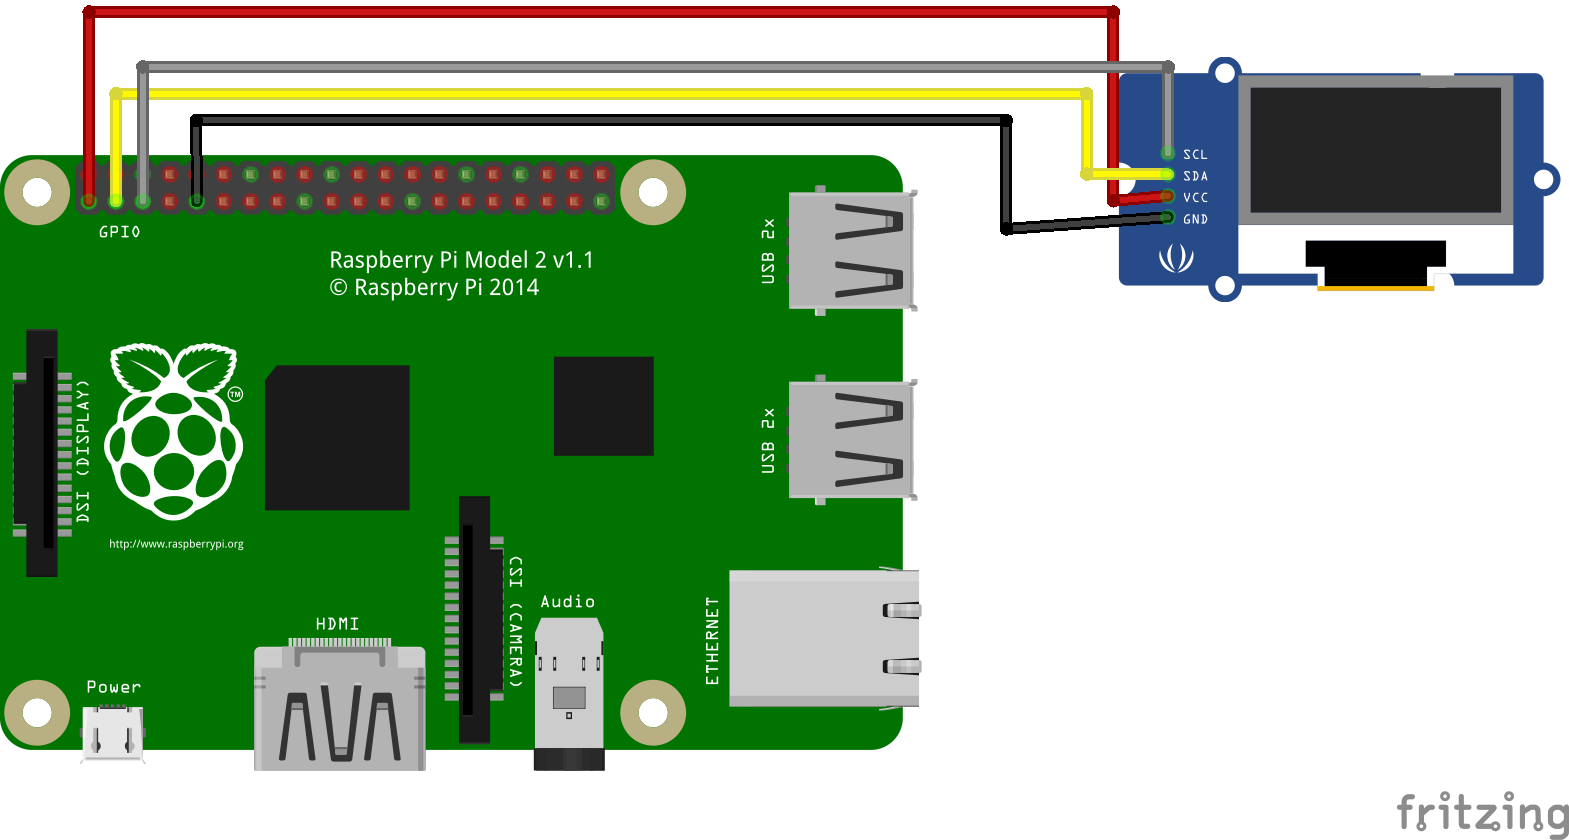 SCL
SDA
VCC
GND
GPIO
Raspberry Pi Model 2 v1.1
© Raspberry Pi 2014
USB 2x
USB 2x
DSI (DISPLAY)
TM
http://www.raspberrypi.org
CSI (CAMERA)
Audio
ETHERNET
HDMI
Power
fritzing